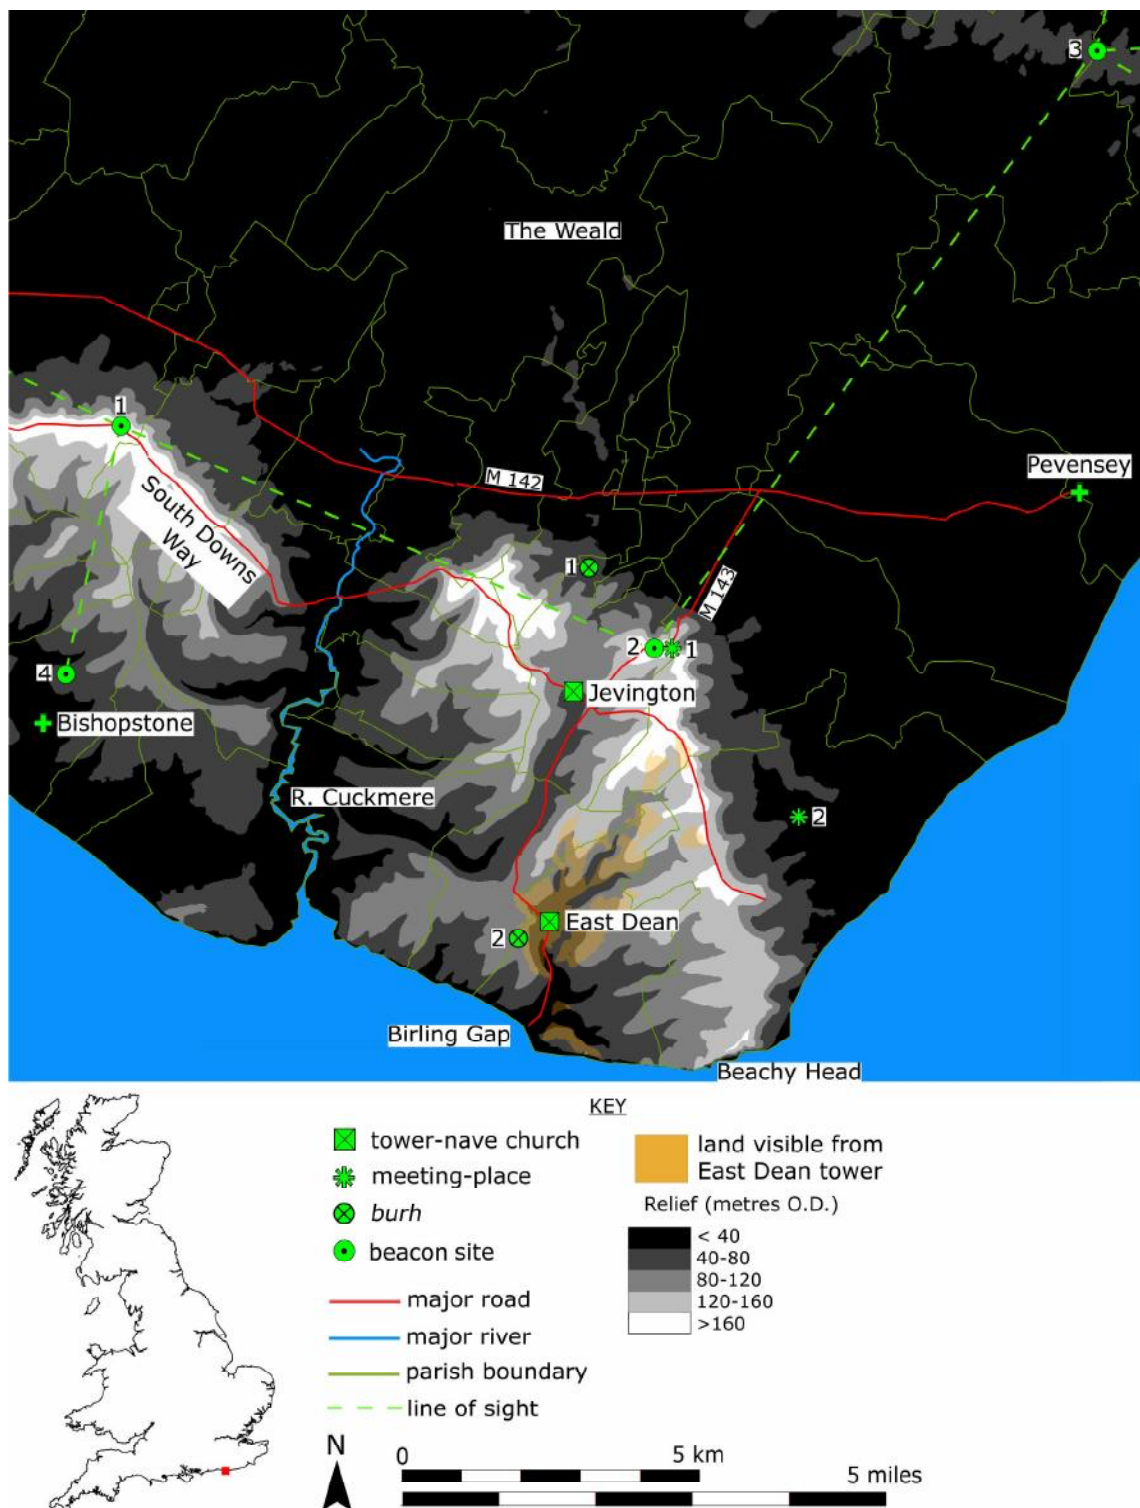 3
The Weald
1
M 142
Pevensey
South Downs
Way
1
M 143
2
1
4
Jevington
Bishopstone
R. Cuckmere
2
East Dean
2
Birling Gap
Beachy Head
KEY
tower-nave church
meeting-place
burh
beacon site
major road
major river
parish boundary
line of sight
land visible from
East Dean tower
Relief (metres O.D.)
< 40
40-80
80-120
120-160
>160
N
0
5 km
5 miles